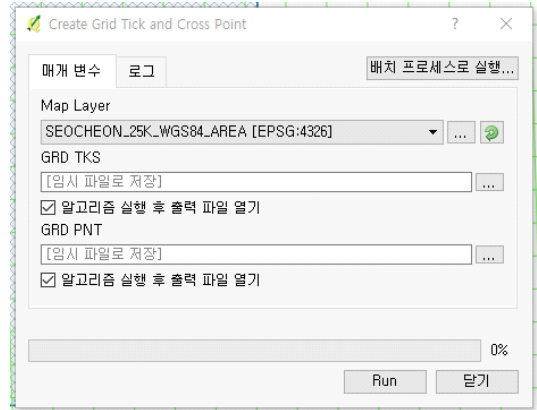 Create Grid Tick and Cross Point
?
매개 변수
로그
배치 프로세스로 실행...
Map Layer
SEOCHEON_25K_WGS84_AREA [EPSG:4326]
...
GRD TKS
[임시 파일로 저장]
...
알고리즘 실행 후 출력 파일 열기
GRD PNT
[임시 파일로 저장]
...
알고리즘 실행 후 출력 파일 열기
0%
Run
닫기